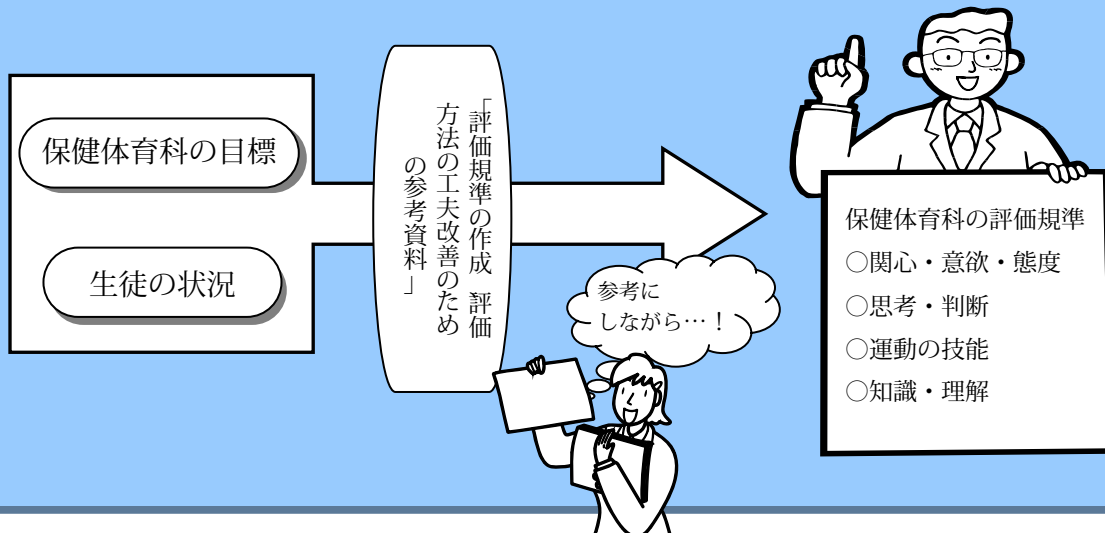 保健体育科の目標
生徒の状況
「評価規準の作成 評価
方法の工夫改善のため
の参考資料」
参考に
しながら…！
保健体育科の評価規準
○関心・意欲・態度
○思考・判断
○運動の技能
○知識・理解